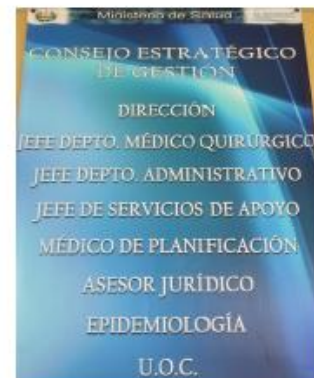 Ministerio de Salud
CONSEJO ESTRATÉGICO
DE GESTIÓN
DIRECCIÓN
JEFE DEPTO. MÉDICO QUIRURGICO
JEFE DEPTO. ADMINISTRATIVO
JEFE DE SERVICIOS DE APOYO
MÉDICO DE PLANIFICACIÓN
ASESOR JURÍDICO
EPIDEMIOLOGÍA
U.O.C.